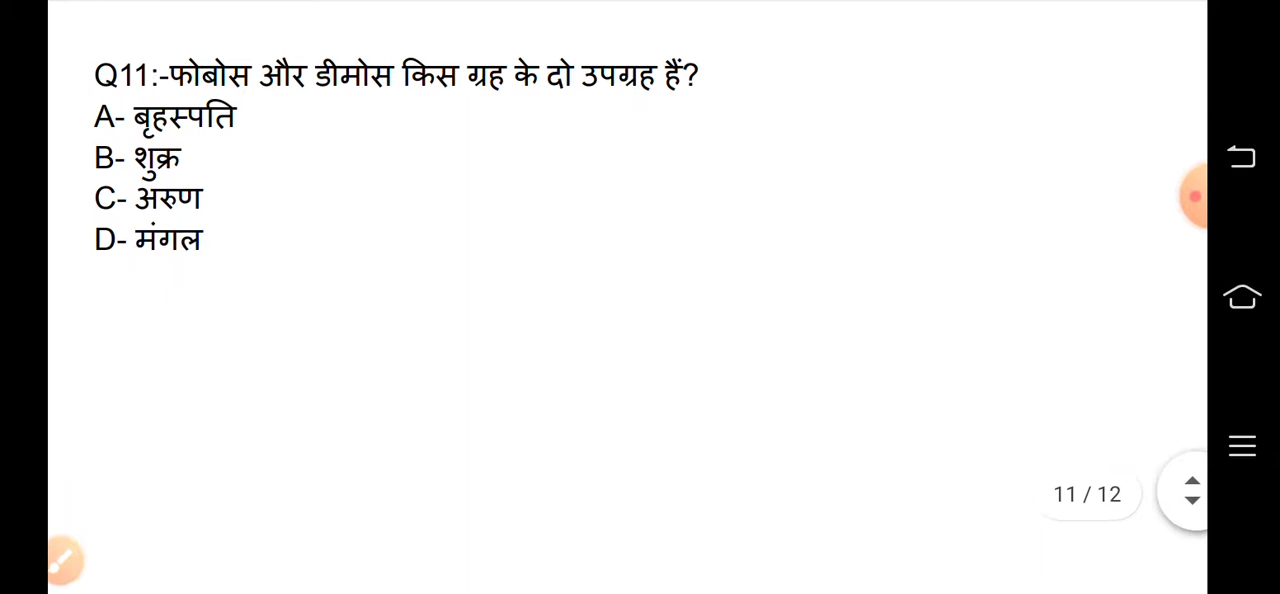 Q11:-फोबोस और डीमोस किस ग्रह के दो उपग्रह हैं?
A- बृहस्पति
B- शुक्र
C- अरुण
D- मंगल
11 / 12